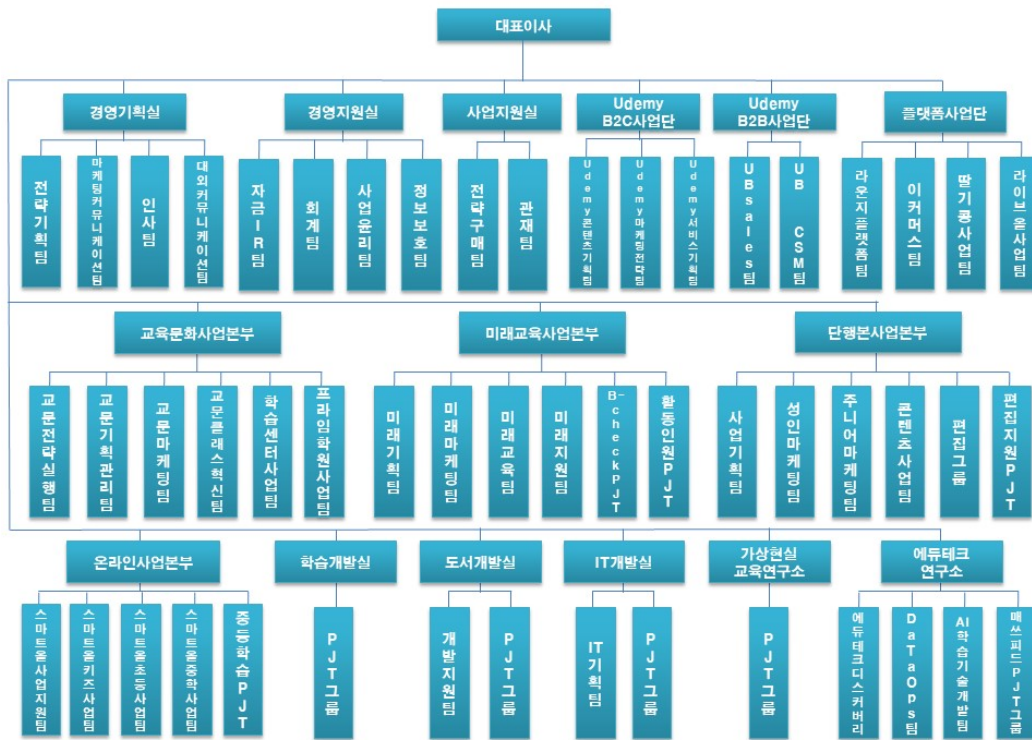 대표이사
경영기획실
경영지원실
사업지원실
Udemy
B2C사업단
Udemy
B2B사업단
플랫폼사업단
전략기획팀
마케팅커뮤니케이션팀
인사팀
대외커뮤니케이션팀
자금IR팀
회계팀
사업윤리팀
정보보호팀
전략구매팀
관재팀
Udemy콘텐츠기획팀
Udemy마케팅전략팀
Udemy서비스기획팀
UBsales팀
UB CSM팀
라운지플랫폼팀
이커머스팀
딸기콩사업팀
라이브올사업팀
교육문화사업본부
미래교육사업본부
단행본사업본부
교문전략실행팀
교문기획관리팀
교문마케팅팀
교문클래스혁신팀
학습센터사업팀
프라임학원사업팀
미래기획팀
미래마케팅팀
미래교육팀
미래지원팀
B-checkPJT
활동인원PJT
사업기획팀
성인마케팅팀
주니어마케팅팀
콘텐츠사업팀
편집그룹
편집지원PJT
온라인사업본부
학습개발실
도서개발실
IT개발실
가상현실
교육연구소
에듀테크
연구소
스마트올사업지원팀
스마트올키즈사업팀
스마트올초등사업팀
스마트올중학사업팀
중등학습PJT
PJT그룹
개발지원팀
PJT그룹
IT기획팀
PJT그룹
PJT그룹
에듀테크디스커버리
DaTaOps팀
AI학습기술개발팀
매쓰피드PJT그룹